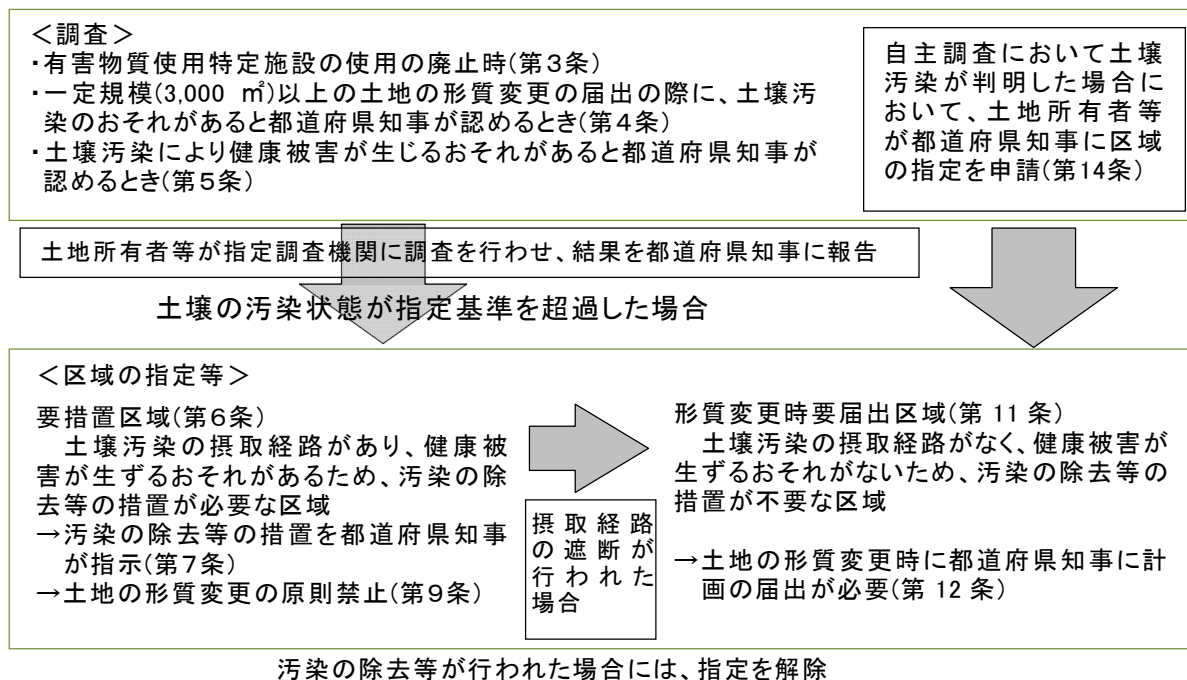 ＜調査＞
・有害物質使用特定施設の使用の廃止時(第３条)
・一定規模(3,000 ㎡)以上の土地の形質変更の届出の際に、土壌汚
染のおそれがあると都道府県知事が認めるとき(第４条)
・土壌汚染により健康被害が生じるおそれがあると都道府県知事が
認めるとき(第５条)
自主調査において土壌
汚染が判明した場合に
おいて、土地所有者等
が都道府県知事に区域
の指定を申請(第14条)
土地所有者等が指定調査機関に調査を行わせ、結果を都道府県知事に報告
土壌の汚染状態が指定基準を超過した場合
＜区域の指定等＞
要措置区域(第６条)
土壌汚染の摂取経路があり、健康被
害が生ずるおそれがあるため、汚染の除
去等の措置が必要な区域
→汚染の除去等の措置を都道府県知事
が指示(第７条)
→土地の形質変更の原則禁止(第９条)
摂取経路
の遮断が
行われた
場合
形質変更時要届出区域(第 11 条)
土壌汚染の摂取経路がなく、健康被害が
生ずるおそれがないため、汚染の除去等の
措置が不要な区域
→土地の形質変更時に都道府県知事に計
画の届出が必要(第 12 条)
汚染の除去等が行われた場合には、指定を解除